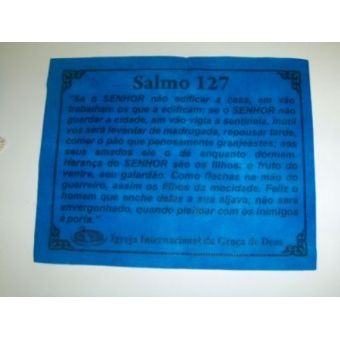 Salmo 127
"Se o SENHOR não edificar a casa, em vão
trabalham os que a edificam; se o SENHOR não
guardar a cidade, em vão vigia a sentinela. Inútil
vos será levantar de madrugada, repousar tarde,
comer o pão que penosamente granjeastes; aos
seus amados ele o dá enquanto dormem.
Herança do SENHOR são os filhos; o fruto do
ventre, seu galardão. Como flechas na mão do
guerreiro, assim os filhos da mocidade. Feliz o
homem que enche delas a sua aljava; não será
envergonhado, quando pleitear com os inimigos
à porta."
Igreja Internacional da Graça de Deus